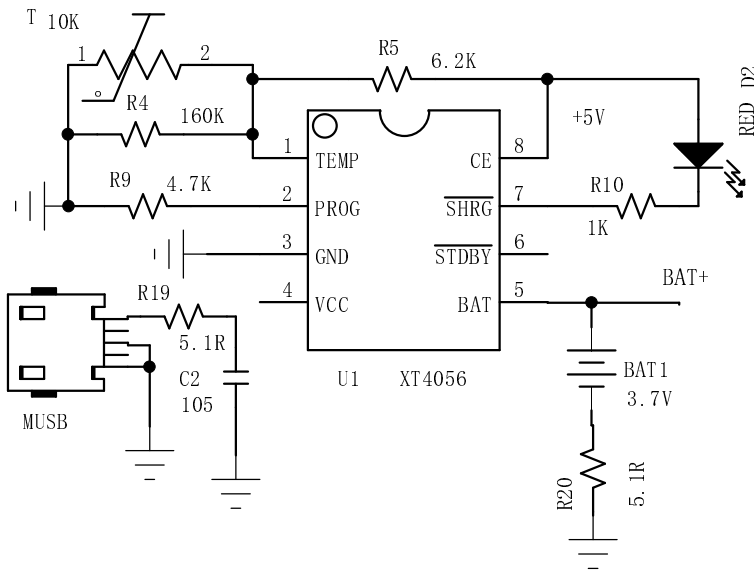 T 10K
1
2
R5
6.2K
RED D2
R4
160K
+5V
1
TEMP
CE
8
R9
4.7K
2
PROG
SHRG
7
R10
1K
3
GND
STDBY
6
4
VCC
BAT
5
BAT+
R19
5.1R
C2
105
U1
XT4056
BAT1
3.7V
MUSB
R20
5.1R